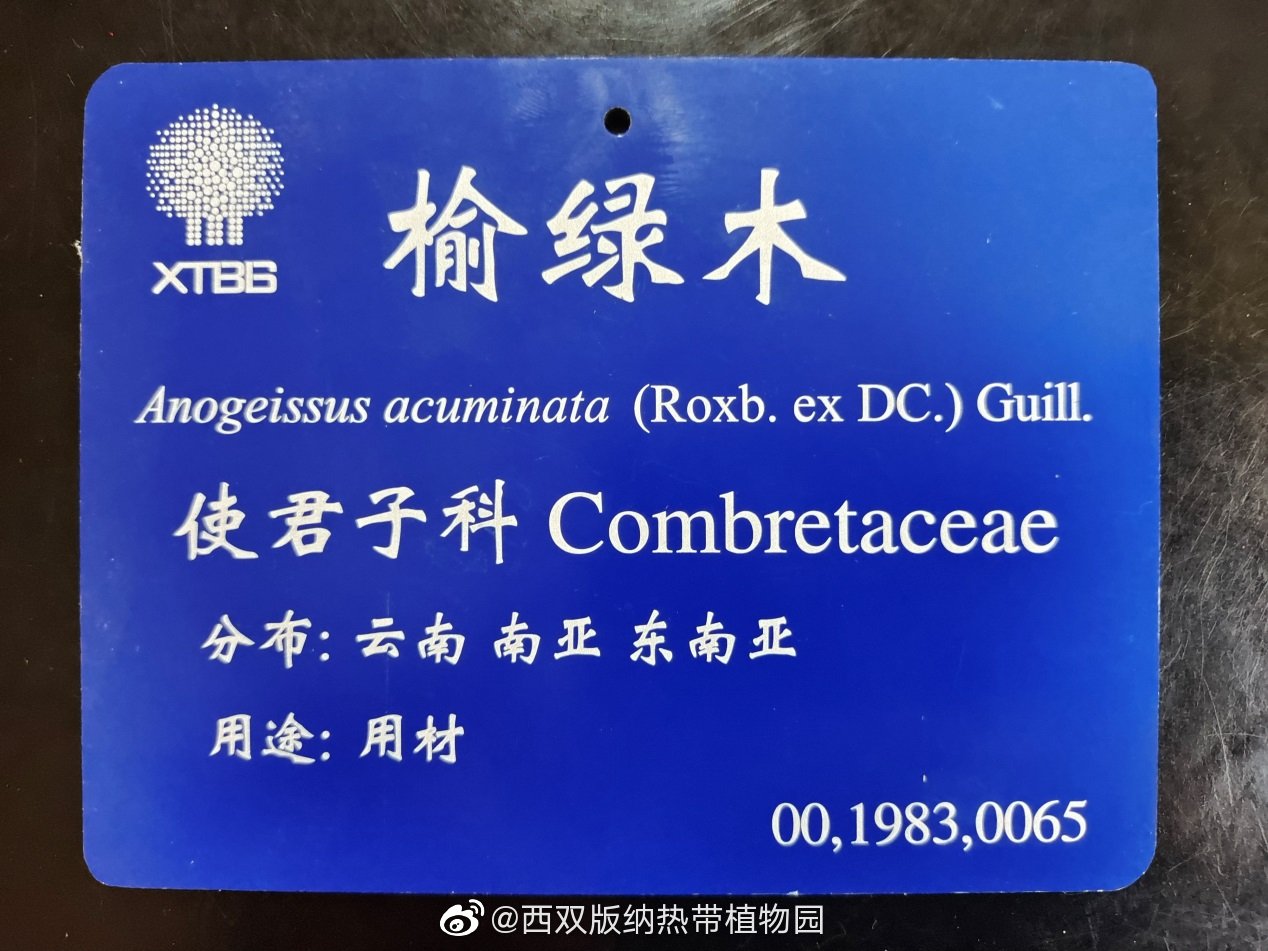 XTBG
榆绿木
Anogeissus acuminata (Roxb. ex DC.) Guill.
使君子科 Combretaceae
分布: 云南 南亚 东南亚
用途: 用材
00,1983,0065
@西双版纳热带植物园